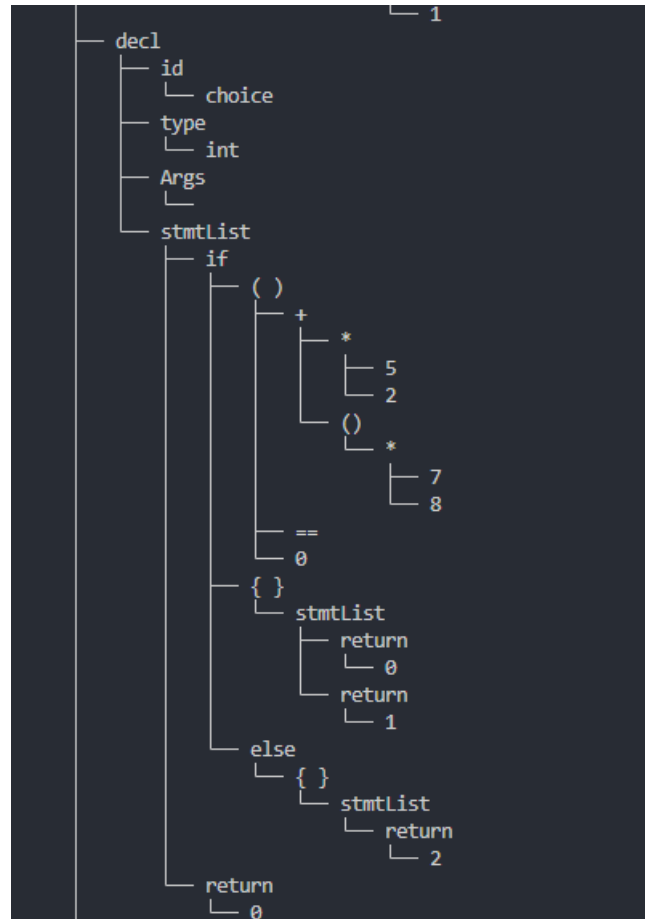 1
decl
id
choice
type
int
Args
stmtList
if
( )
+
*
5
2
()
*
7
8
==
0
{ }
stmtList
return
0
return
1
else
{ }
stmtList
return
2
return
0